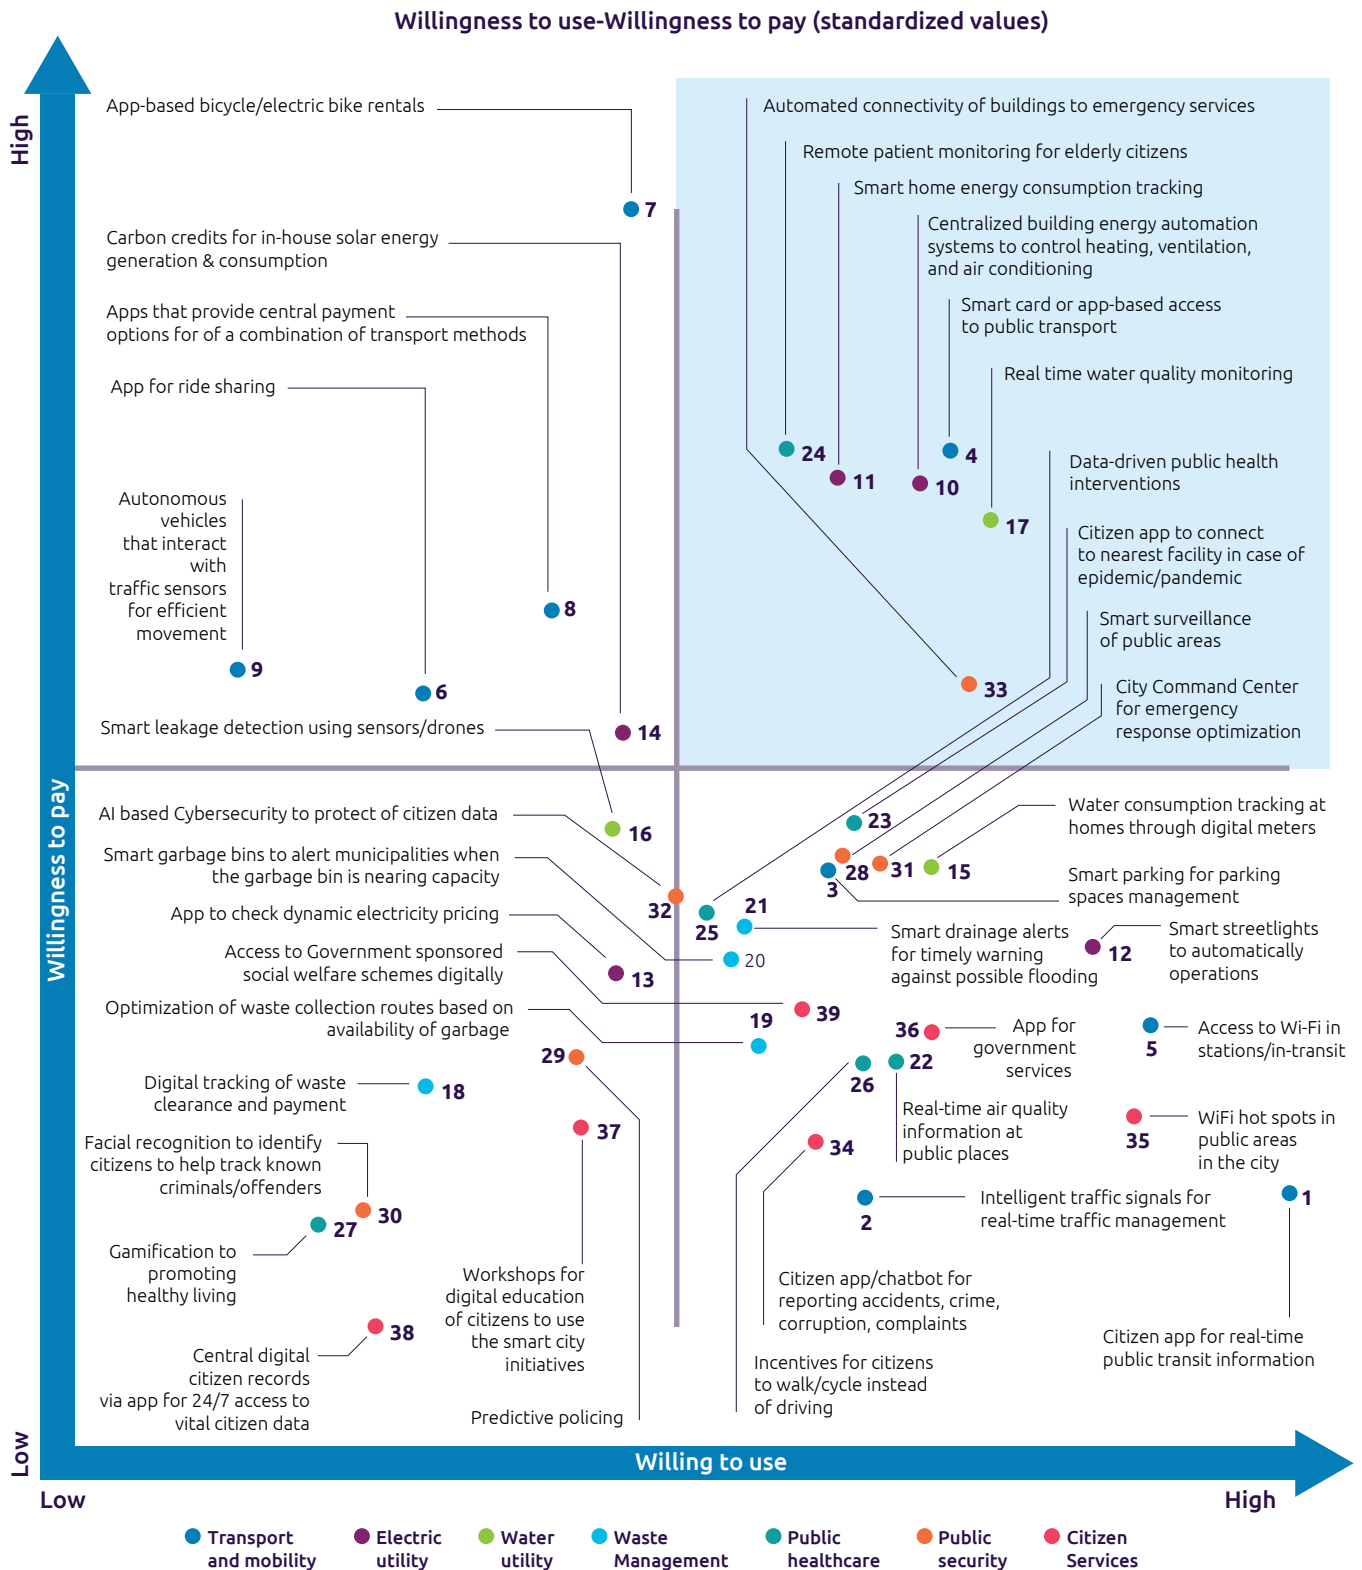 Willingness to use-Willingness to pay (standardized values)
High
App-based bicycle/electric bike rentals
7
Carbon credits for in-house solar energy
generation & consumption
Apps that provide central payment
options for of a combination of transport methods
App for ride sharing
Autonomous
vehicles
that interact
with
traffic sensors
for efficient
movement
8
9
6
14
Smart leakage detection using sensors/drones
Automated connectivity of buildings to emergency services
Remote patient monitoring for elderly citizens
Smart home energy consumption tracking
Centralized building energy automation
systems to control heating, ventilation,
and air conditioning
Smart card or app-based access
to public transport
Real time water quality monitoring
24
11
10
4
17
Data-driven public health
interventions
Citizen app to connect
to nearest facility in case of
epidemic/pandemic
Smart surveillance
of public areas
33
City Command Center
for emergency
response optimization
Willingness to pay
AI based Cybersecurity to protect of citizen data
16
Smart garbage bins to alert municipalities when
the garbage bin is nearing capacity
App to check dynamic electricity pricing
32
Access to Government sponsored
social welfare schemes digitally
13
Optimization of waste collection routes based on
availability of garbage
29
Digital tracking of waste
clearance and payment
18
37
Facial recognition to identify
citizens to help track known
criminals/offenders
30
27
Gamification to
promoting
healthy living
38
Central digital
citizen records
via app for 24/7 access to
vital citizen data
Workshops for
digital education
of citizens to use
the smart city
initiatives
Predictive policing
23
Water consumption tracking at
homes through digital meters
28
31
15
3
Smart parking for parking
spaces management
21
25
20
Smart drainage alerts
for timely warning
against possible flooding
12
Smart streetlights
to automatically
operations
39
19
36
App for
government
services
5
Access to Wi-Fi in
stations/in-transit
26
22
Real-time air quality
information at
public places
35
WiFi hot spots in
public areas
in the city
34
2
Intelligent traffic signals for
real-time traffic management
1
Citizen app/chatbot for
reporting accidents, crime,
corruption, complaints
Citizen app for real-time
public transit information
Incentives for citizens
to walk/cycle instead
of driving
Low
Willing to use
Low
High
Transport
and mobility
Electric
utility
Water
utility
Waste
Management
Public
healthcare
Public
security
Citizen
Services